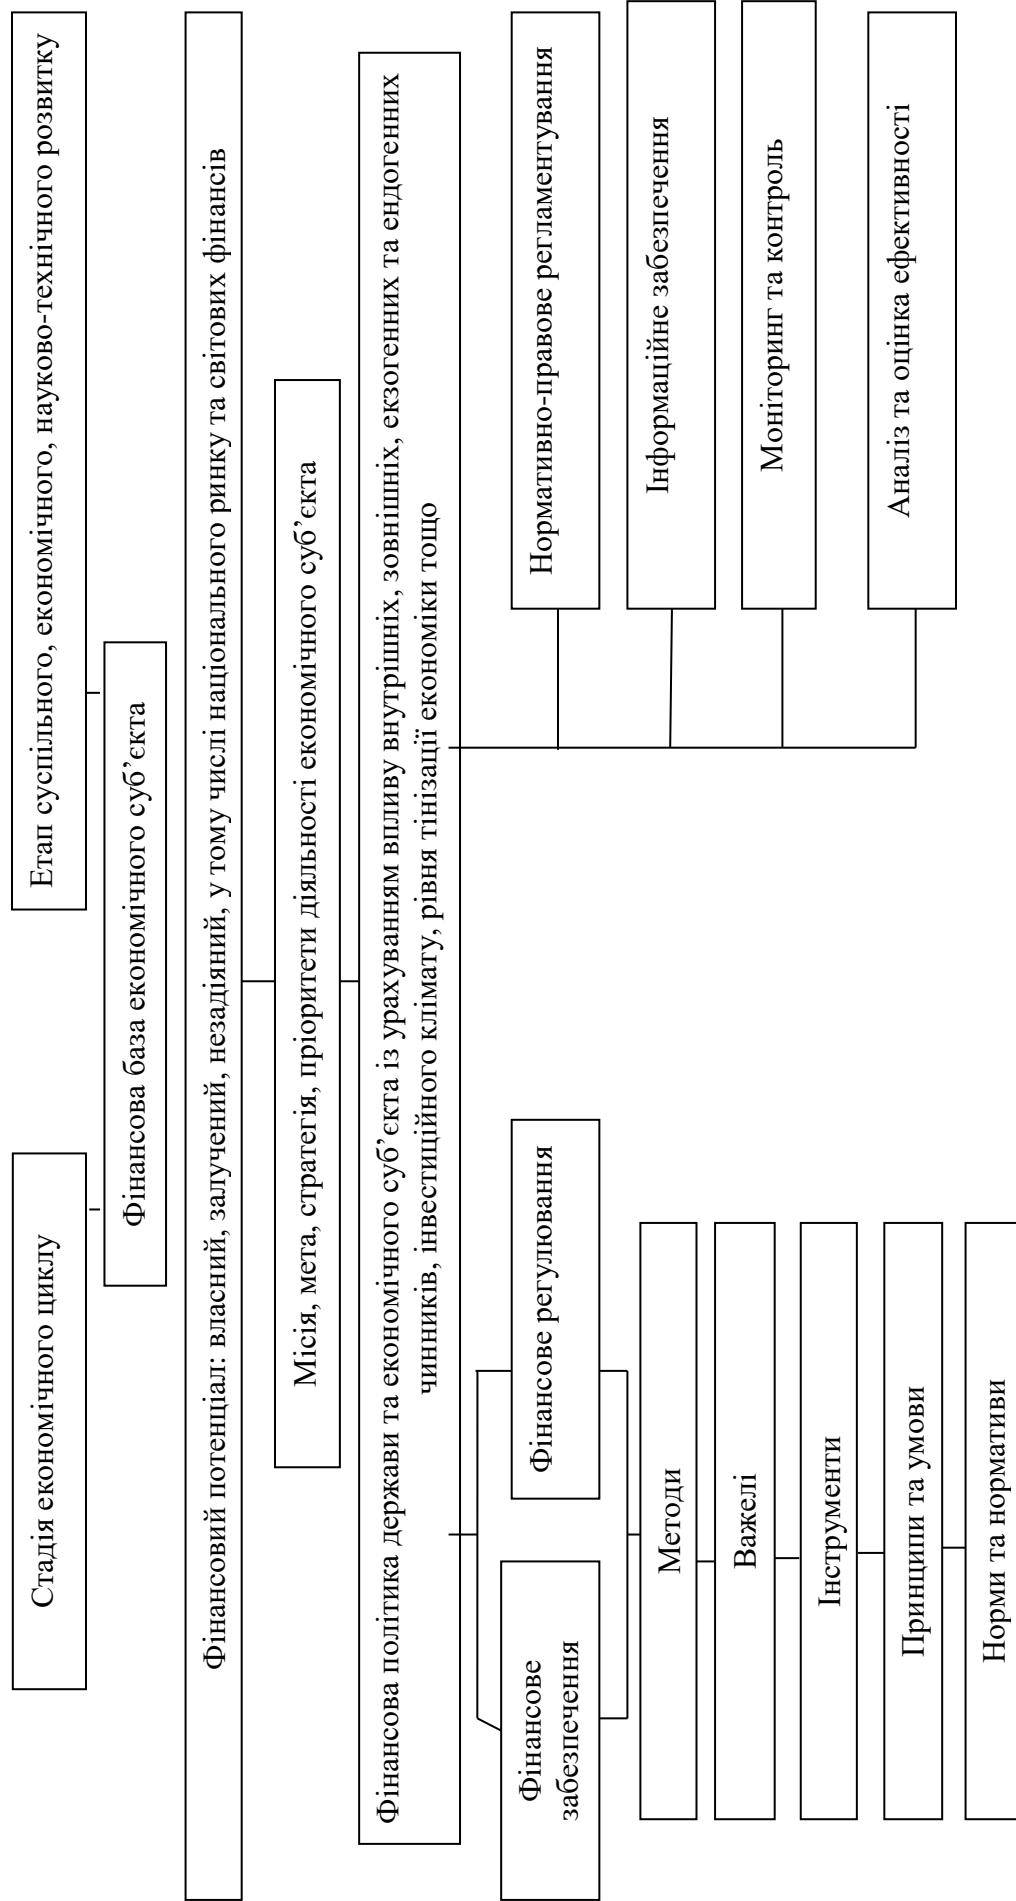 Стадія економічного циклу
Етап суспільного, економічного, науково-технічного розвитку
Фінансова база економічного суб’єкта
Фінансовий потенціал: власний, залучений, незадіяний, у тому числі національного ринку та світових фінансів
Місія, мета, стратегія, пріоритети діяльності економічного суб’єкта
Фінансова політика держави та економічного суб’єкта із урахуванням впливу внутрішніх, зовнішніх, екзогенних та ендогенних
чинників, інвестиційного клімату, рівня тінізації економіки тощо
Фінансове
забезпечення
Фінансове регулювання
Методи
Важелі
Інструменти
Принципи та умови
Норми та нормативи
Нормативно-правове регламентування
Інформаційне забезпечення
Моніторинг та контроль
Аналіз та оцінка ефективності